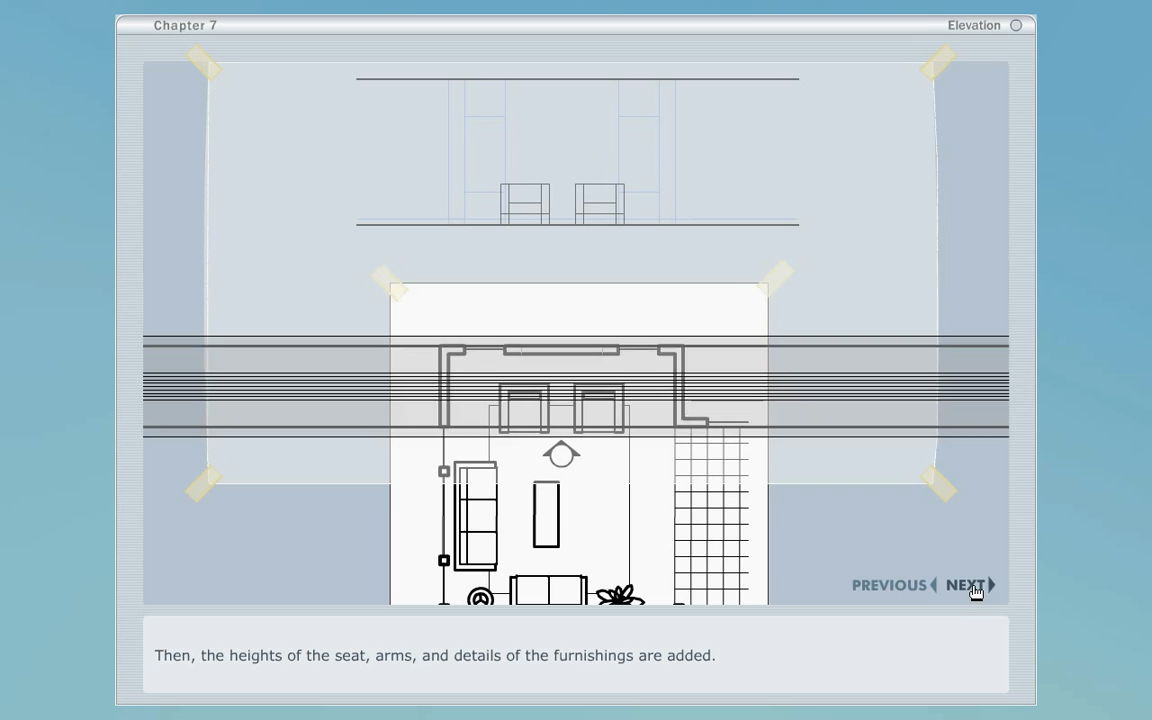 Chapter 7
Elevation
PREVIOUS NEXT
Then, the heights of the seat, arms, and details of the furnishings are added.